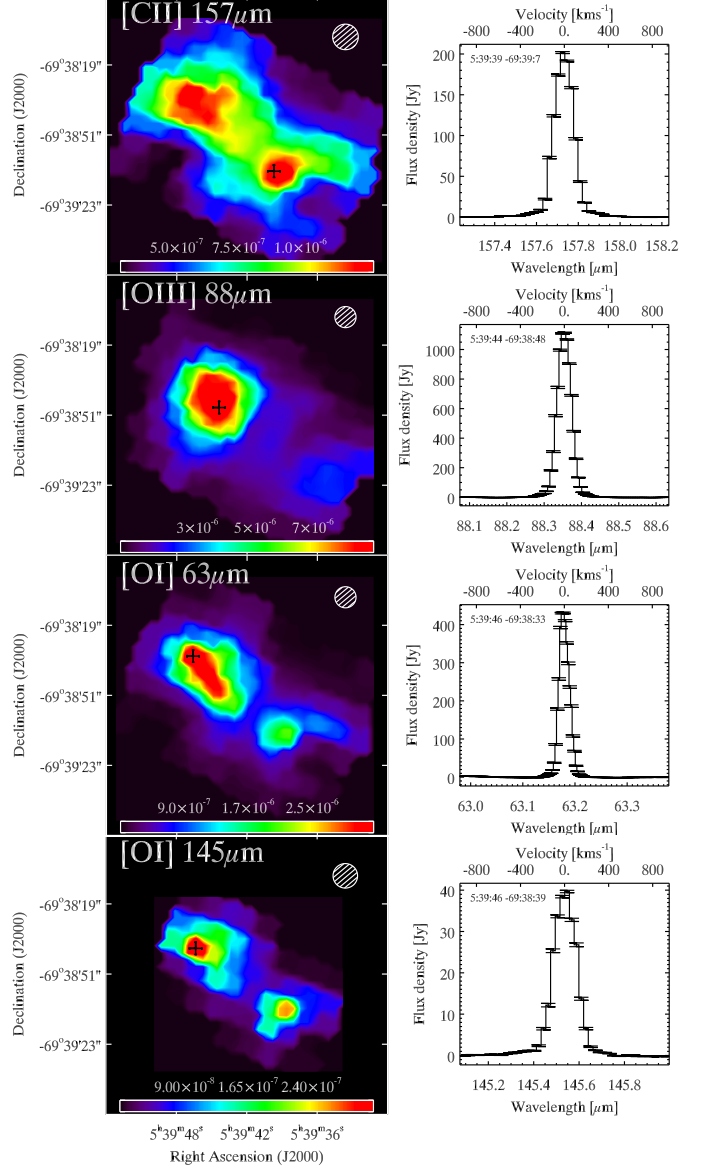 [CII] 157μm
Declination (J2000)
-69°38'19"
-69°38'51"
-69°39'23"
5.0×10⁻⁷ 7.5×10⁻⁷ 1.0×10⁻⁶
Velocity [kms⁻¹]
-800 -400 0. 400 800
5:39:39 -69:39:7
Flux density [Jy]
200
150
100
50
0
157.4 157.6 157.8 158.0 158.2
Wavelength [μm]
[OIII] 88μm
Declination (J2000)
-69°38'19"
-69°38'51"
-69°39'23"
3×10⁻⁶ 5×10⁻⁶ 7×10⁻⁶
Velocity [kms⁻¹]
-800 -400 0. 400 800
5:39:44 -69:38:48
Flux density [Jy]
1000
800
600
400
200
0
88.1 88.2 88.3 88.4 88.5 88.6
Wavelength [μm]
[OI] 63μm
Declination (J2000)
-69°38'19"
-69°38'51"
-69°39'23"
9.0×10⁻⁷ 1.7×10⁻⁶ 2.5×10⁻⁶
Velocity [kms⁻¹]
-800 -400 0. 400 800
5:39:46 -69:38:33
Flux density [Jy]
400
300
200
100
0
63.0 63.1 63.2 63.3
Wavelength [μm]
[OI] 145μm
Declination (J2000)
-69°38'19"
-69°38'51"
-69°39'23"
9.00×10⁻⁸ 1.65×10⁻⁷ 2.40×10⁻⁷
5ʰ39ᵐ48ˢ 5ʰ39ᵐ42ˢ 5ʰ39ᵐ36ˢ
Right Ascension (J2000)
Velocity [kms⁻¹]
-800 -400 0. 400 800
5:39:46 -69:38:39
Flux density [Jy]
40
30
20
10
0
145.2 145.4 145.6 145.8
Wavelength [μm]